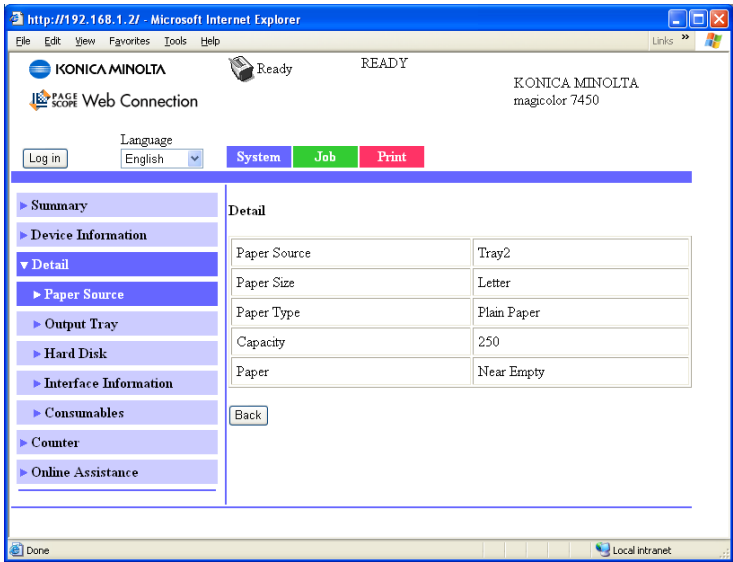 http://192.168.1.2/ - Microsoft Internet Explorer
File Edit View Favorites Tools Help Links »
KONICA MINOLTA
Ready
READY
KONICA MINOLTA
magicolor 7450
PAGE SCOPE Web Connection
Language
Log in
English
System Job Print
Summary
Device Information
Detail
Paper Source
Output Tray
Hard Disk
Interface Information
Consumables
Counter
Online Assistance
Detail
Paper Source Tray2
Paper Size Letter
Paper Type Plain Paper
Capacity 250
Paper Near Empty
Back
Done Local intranet